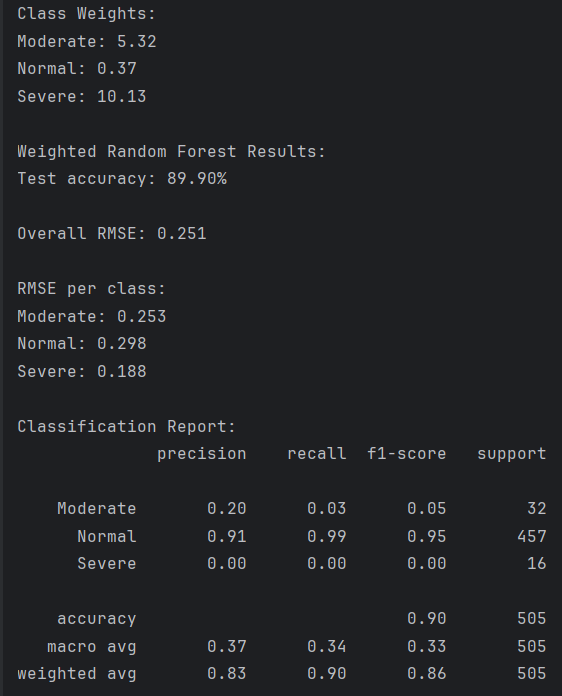 Class Weights:
Moderate: 5.32
Normal: 0.37
Severe: 10.13
Weighted Random Forest Results:
Test accuracy: 89.90%
Overall RMSE: 0.251
RMSE per class:
Moderate: 0.253
Normal: 0.298
Severe: 0.188
Classification Report:
precision recall f1-score support
Moderate 0.20 0.03 0.05 32
Normal 0.91 0.99 0.95 457
Severe 0.00 0.00 0.00 16
accuracy 0.90 505
macro avg 0.37 0.34 0.33 505
weighted avg 0.83 0.90 0.86 505